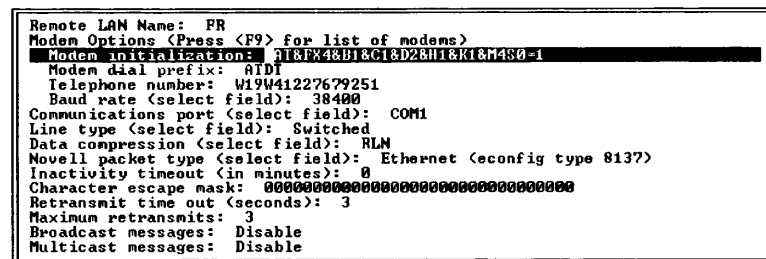 Remote LAN Name: FR
Modem Options (Press <F9> for list of modems)
Modem initialization: AT&FX4&B1&C1&D2&H1&K1&M4S0=1
Modem dial prefix: ATDT
Telephone number: W19W41227679251
Baud rate (select field): 38400
Communications port (select field): COM1
Line type (select field): Switched
Data compression (select field): RLN
Novell packet type (select field): Ethernet (econfig type 8137)
Inactivity timeout (in minutes): 0
Character escape mask: 00000000000000000000000000000000
Retransmit time out (seconds): 3
Maximum retransmits: 3
Broadcast messages: Disable
Multicast messages: Disable